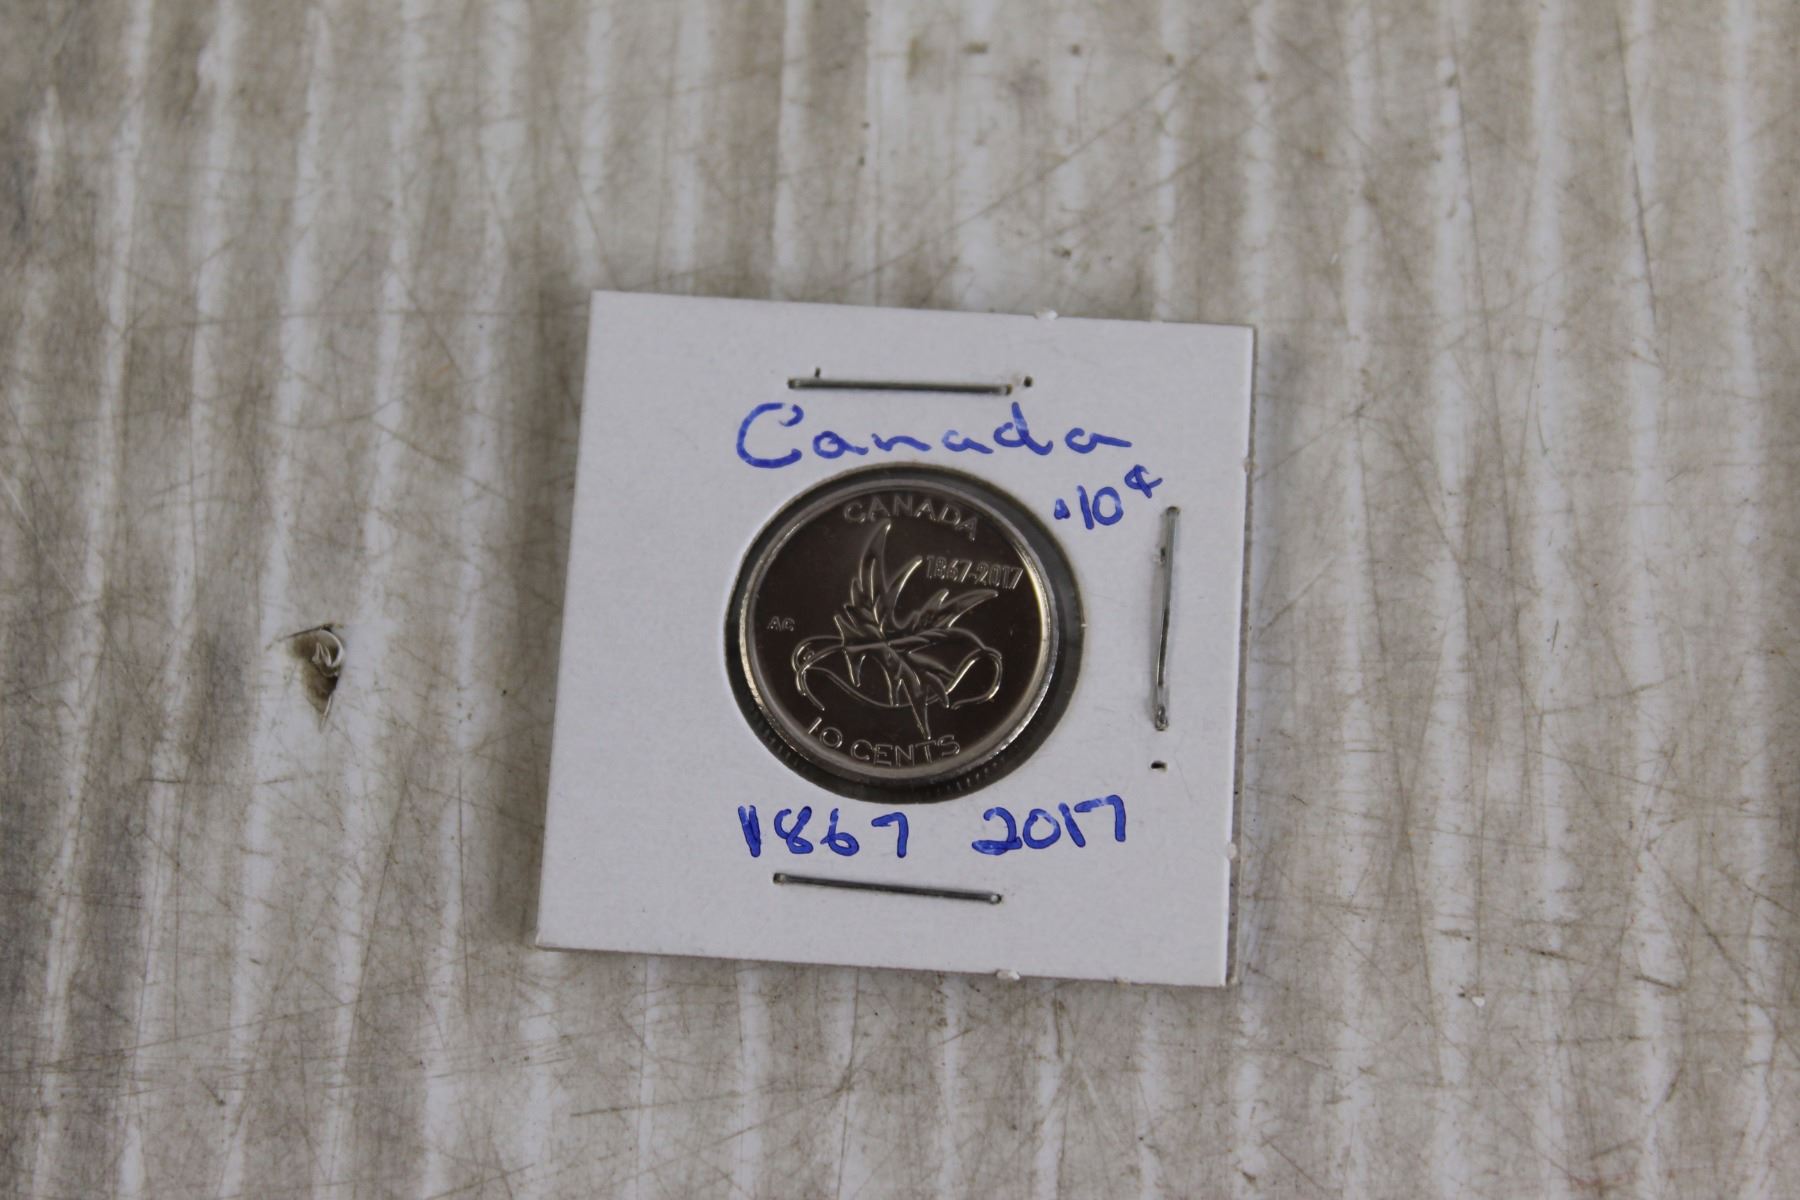 Canada
.10¢
CANADA
1867-2017
AC
10 CENTS
1867 2017